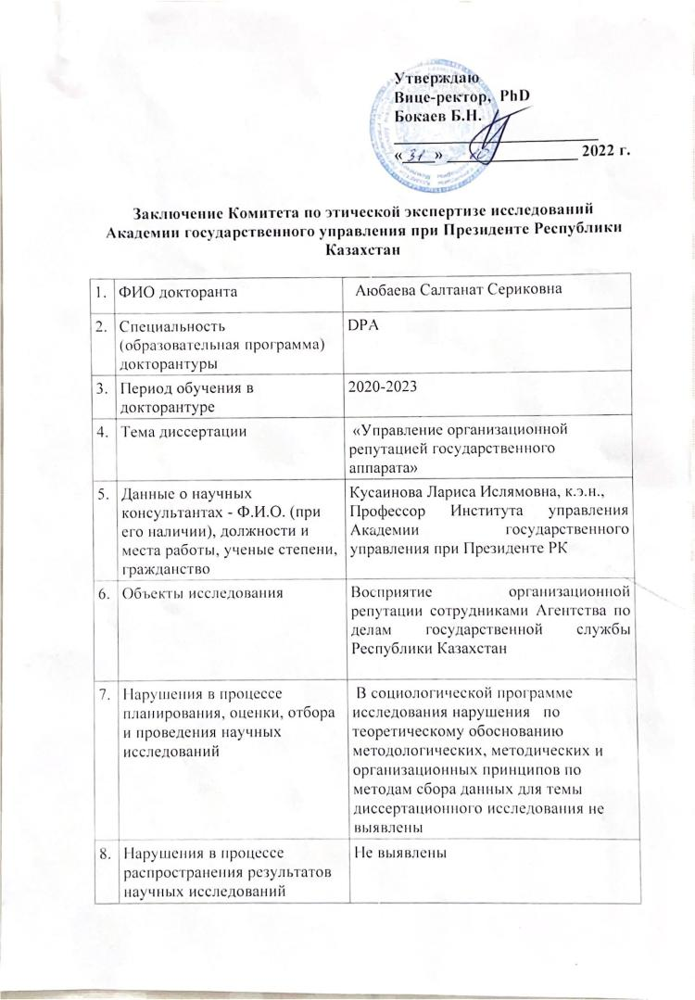 Утверждаю
Вице-ректор, PhD
Бокаев Б.Н.
« 31 » 10 2022 г.
Заключение Комитета по этической экспертизе исследований
Академии государственного управления при Президенте Республики
Казахстан
1. ФИО докторанта
Аюбаева Салтанат Сериковна
2. Специальность
(образовательная программа)
докторантуры
DPA
3. Период обучения в
докторантуре
2020-2023
4. Тема диссертации
«Управление организационной
репутацией государственного
аппарата»
5. Данные о научных
консультантах - Ф.И.О. (при
его наличии), должности и
места работы, ученые степени,
гражданство
Кусаинова Лариса Ислямовна, к.э.н.,
Профессор Института управления
Академии государственного
управления при Президенте РК
6. Объекты исследования
Восприятие организационной
репутации сотрудниками Агентства по
делам государственной службы
Республики Казахстан
7. Нарушения в процессе
планирования, оценки, отбора
и проведения научных
исследований
В социологической программе
исследования нарушения по
теоретическому обоснованию
методологических, методических и
организационных принципов по
методам сбора данных для темы
диссертационного исследования не
выявлены
8. Нарушения в процессе
распространения результатов
научных исследований
Не выявлены